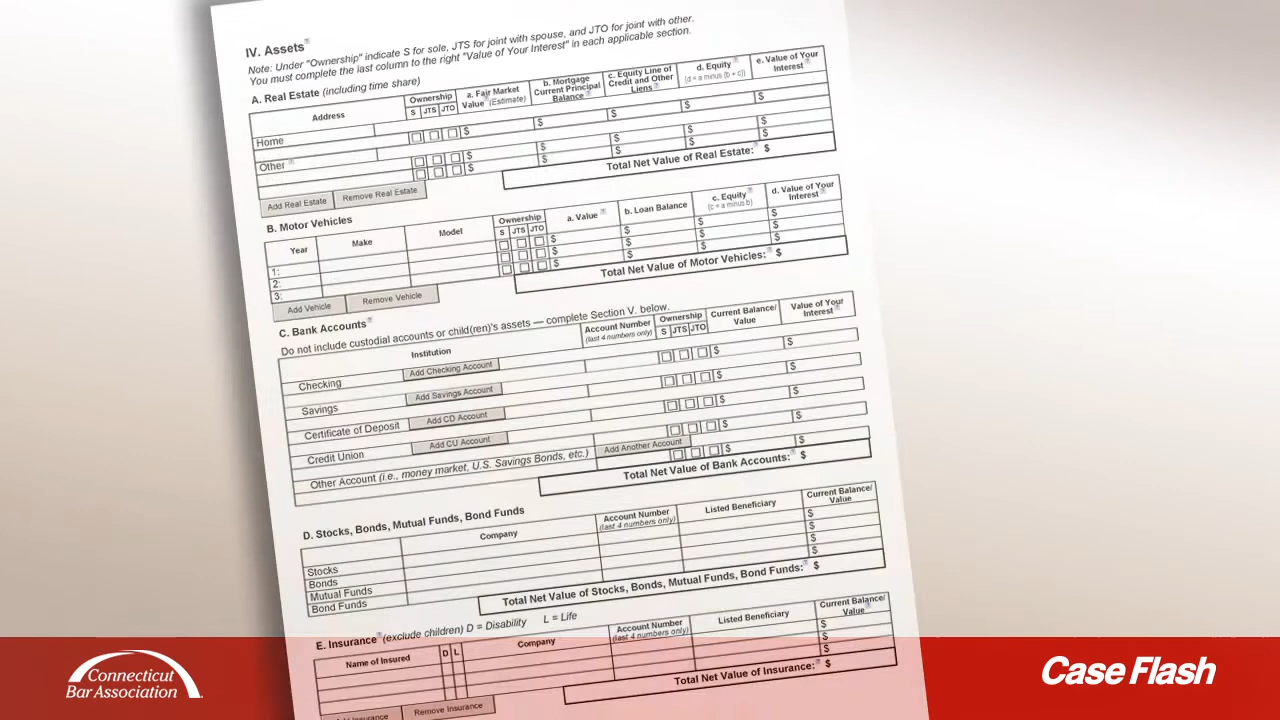 IV. Assets
Note: Under "Ownership" indicate S for sole, JTS for joint with spouse, and JTO for joint with other.
You must complete the last column to the right "Value of Your Interest" in each applicable section.
A. Real Estate (including time share)
Address
Ownership
S JTS JTO
a. Fair Market
Value (Estimate)
b. Mortgage
Current Principal
Balance
c. Equity Line of
Credit and Other
Liens
d. Equity
(d = a minus (b + c))
e. Value of Your
Interest
Home
$ $ $ $ $
Other
$ $ $ $ $
$ $ $ $ $
Total Net Value of Real Estate: $
Add Real Estate
Remove Real Estate
B. Motor Vehicles
Year
Make
Model
Ownership
S JTS JTO
a. Value
b. Loan Balance
c. Equity
(c = a minus b)
d. Value of Your
Interest
1: $ $ $ $
2: $ $ $ $
3: $ $ $ $
Total Net Value of Motor Vehicles: $
Add Vehicle
Remove Vehicle
C. Bank Accounts
Do not include custodial accounts or child(ren)'s assets — complete Section V. below.
Institution
Account Number
(last 4 numbers only)
Ownership
S JTS JTO
Current Balance/
Value
Value of Your
Interest
Checking
Add Checking Account
$ $
Savings
Add Savings Account
$ $
Certificate of Deposit
Add CD Account
$ $
Credit Union
Add CU Account
$ $
Other Account (i.e., money market, U.S. Savings Bonds, etc.)
Add Another Account
$ $
Total Net Value of Bank Accounts: $
D. Stocks, Bonds, Mutual Funds, Bond Funds
Company
Account Number
(last 4 numbers only)
Listed Beneficiary
Current Balance/
Value
Stocks $
Bonds $
Mutual Funds $
Bond Funds $
Total Net Value of Stocks, Bonds, Mutual Funds, Bond Funds: $
E. Insurance (exclude children) D = Disability L = Life
Name of Insured
D L
Company
Account Number
(last 4 numbers only)
Listed Beneficiary
Current Balance/
Value
$
$
$
Total Net Value of Insurance: $
Add Insurance
Remove Insurance
Connecticut
Bar Association
Case Flash